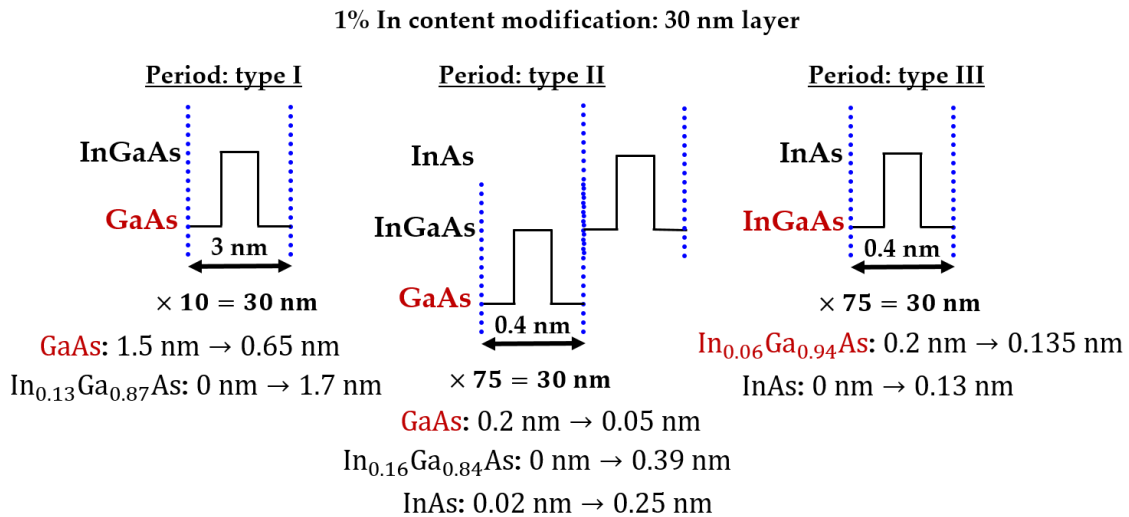 1% In content modification: 30 nm layer
Period: type I
InGaAs
GaAs
3 nm
× 10 = 30 nm
GaAs: 1.5 nm → 0.65 nm
In₀.₁₃Ga₀.₈₇As: 0 nm → 1.7 nm
Period: type II
InAs
InGaAs
GaAs
0.4 nm
× 75 = 30 nm
GaAs: 0.2 nm → 0.05 nm
In₀.₁₆Ga₀.₈₄As: 0 nm → 0.39 nm
InAs: 0.02 nm → 0.25 nm
Period: type III
InAs
InGaAs
0.4 nm
× 75 = 30 nm
In₀.₀₆Ga₀.₉₄As: 0.2 nm → 0.135 nm
InAs: 0 nm → 0.13 nm